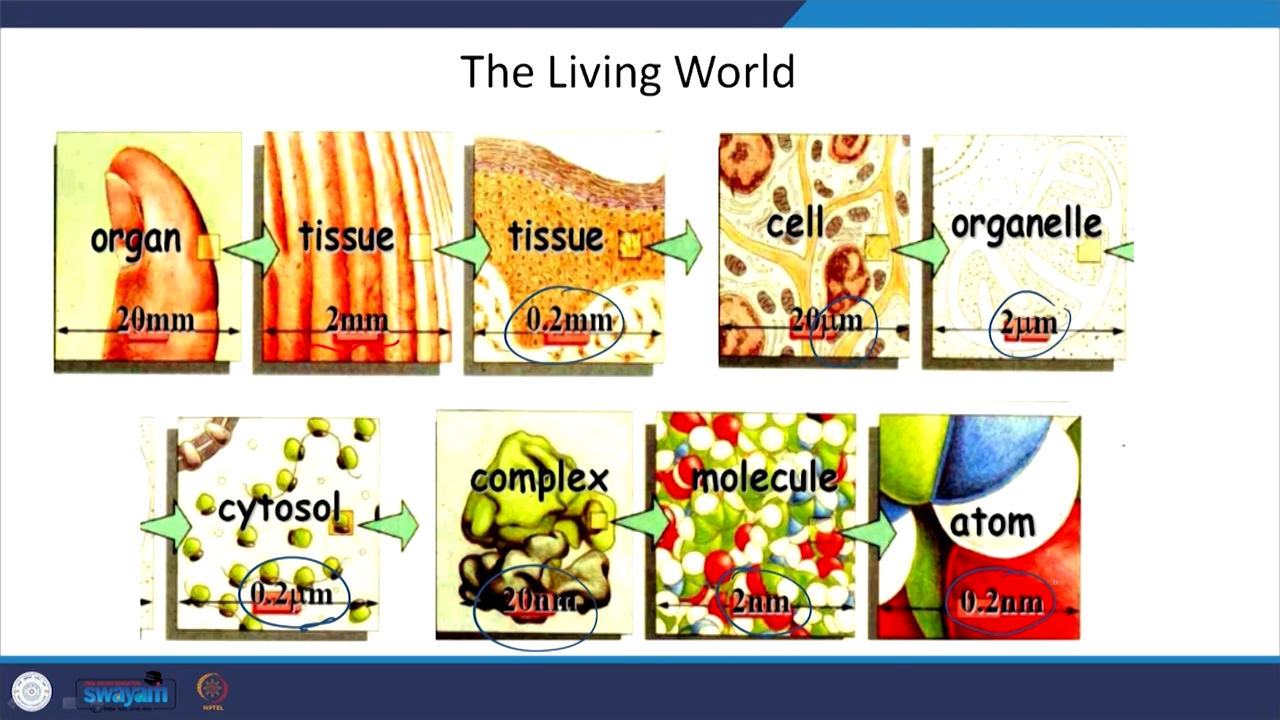 The Living World
organ
tissue
tissue
cell
organelle
20mm
2mm
0.2mm
20μm
2μm
cytosol
complex
molecule
atom
0.2μm
20nm
2nm
0.2nm
swayam
NPTEL